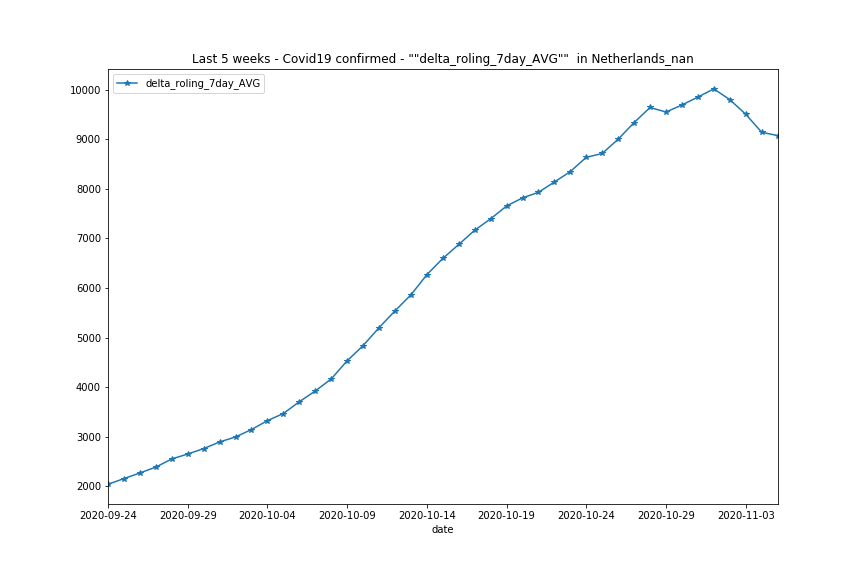 Last 5 weeks - Covid19 confirmed - ""delta_roling_7day_AVG""  in Netherlands_nan
delta_roling_7day_AVG
10000
9000
8000
7000
6000
5000
4000
3000
2000
2020-09-24 2020-09-29 2020-10-04 2020-10-09 2020-10-14 2020-10-19 2020-10-24 2020-10-29 2020-11-03
date